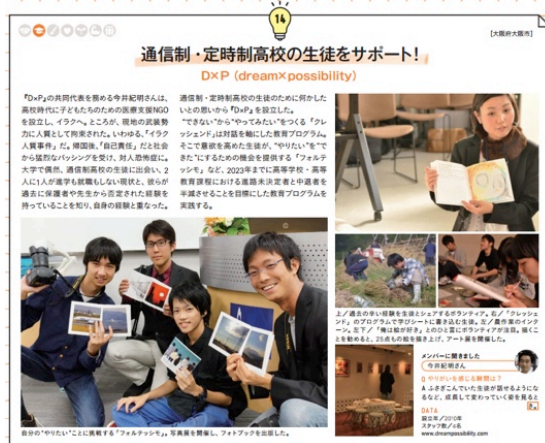 14
【大阪府大阪市】
通信制・定時制高校の生徒をサポート！
D×P（dream×possibility）
『D×P』の共同代表を務める今井紀明さんは、
高校時代に子どもたちのための医療支援NGO
を設立し、イラクへ。ところが、現地の武装勢
力に人質として拘束された。いわゆる、「イラク
人質事件」だ。帰国後、「自己責任」だと社会
から猛烈なバッシングを受け、対人恐怖症に。
大学で偶然、通信制高校の生徒に出会い、2
人に1人が進学も就職もしない現状と、彼らが
過去に保護者や先生から否定された経験を
持っていることを知り、自身の経験と重なった。
通信制・定時制高校の生徒のために何かした
いとの思いから『D×P』を設立した。
“できない”から“やってみたい”をつくる『クレ
ッシェンド』は対話を軸にした教育プログラム。
そこで意欲を高めた生徒が、“やりたい”を“で
きた”にするための機会を提供する『フォルテ
ッシモ』など、2023年までに高等学校・高等
教育課程における進路未決定者と中退者を
半減させることを目標にした教育プログラムを
実践する。
上／過去の辛い経験を生徒とシェアするボランティア。右／『クレッシェ
ンド』のプログラムで学びシートに書き込む生徒。左／農作業のインタ
ーン。左下／「俺は絵が好き」とのひと言にボランティアが注目。描くこ
とを勧めると、25点もの絵を描き上げ、アート展を開催した。
メンバーに聞きました
今井紀明さん
Q やりがいを感じる瞬間は？
A ふさぎこんでいた生徒が話せるようにな
るなど、成長して変わっていく姿を見ると
DATA
設立年／2010年
スタッフ数／6名
www.dreampossibility.com
自分の“やりたい”ことに挑戦する『フォルテッシモ』。写真展を開催し、フォトブックを出版した。